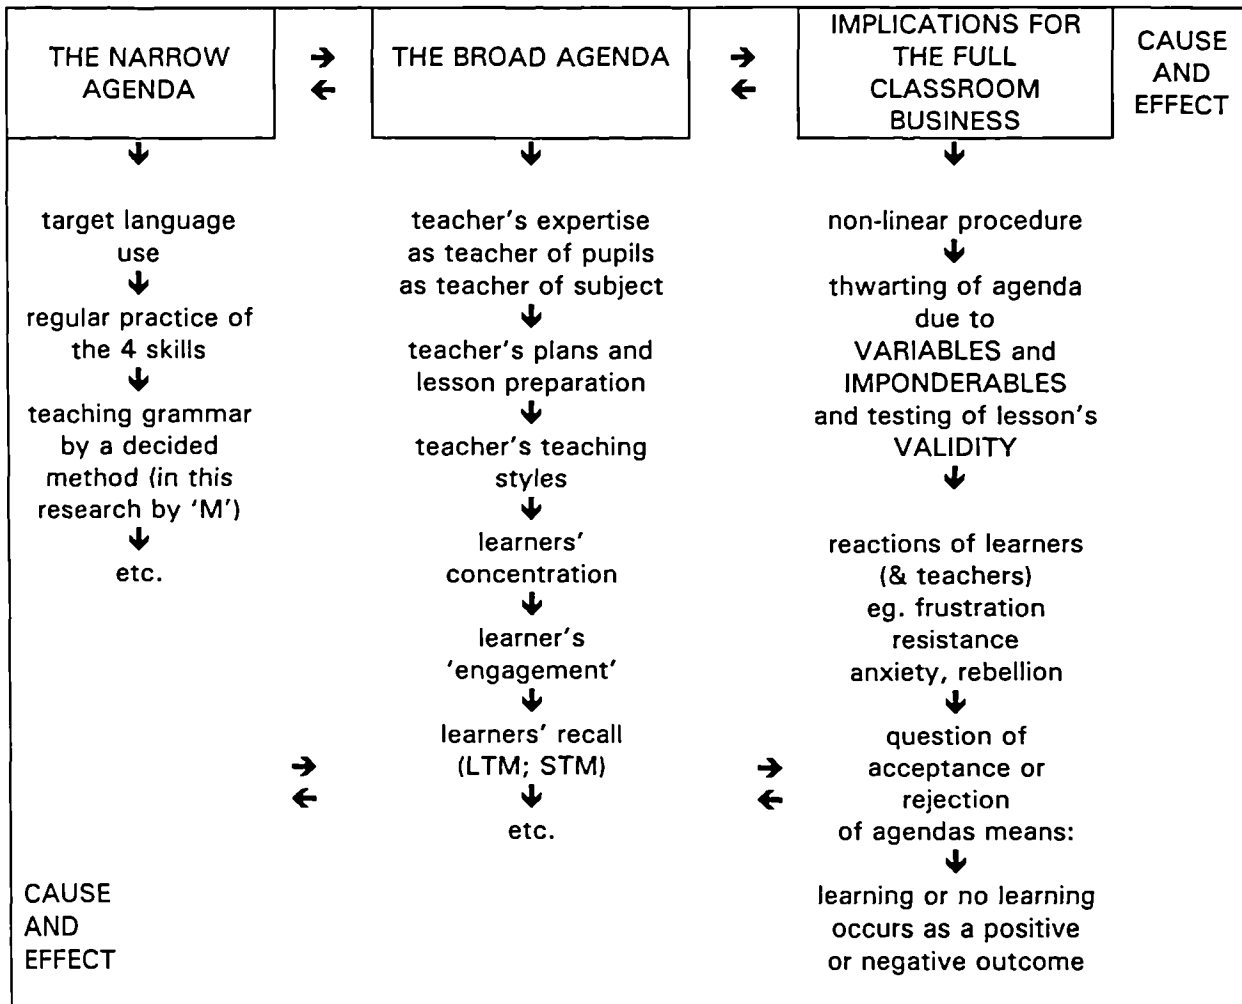 THE NARROW
AGENDA
→
←
THE BROAD AGENDA
→
←
IMPLICATIONS FOR
THE FULL
CLASSROOM
BUSINESS
CAUSE
AND
EFFECT
↓
target language
use
↓
regular practice of
the 4 skills
↓
teaching grammar
by a decided
method (in this
research by 'M')
↓
etc.
↓
teacher's expertise
as teacher of pupils
as teacher of subject
↓
teacher's plans and
lesson preparation
↓
teacher's teaching
styles
↓
learners'
concentration
↓
learner's
'engagement'
↓
learners' recall
(LTM; STM)
↓
etc.
→
←
→
←
↓
non-linear procedure
↓
thwarting of agenda
due to
VARIABLES and
IMPONDERABLES
and testing of lesson's
VALIDITY
↓
reactions of learners
(& teachers)
eg. frustration
resistance
anxiety, rebellion
↓
question of
acceptance or
rejection
of agendas means:
↓
learning or no learning
occurs as a positive
or negative outcome
CAUSE
AND
EFFECT